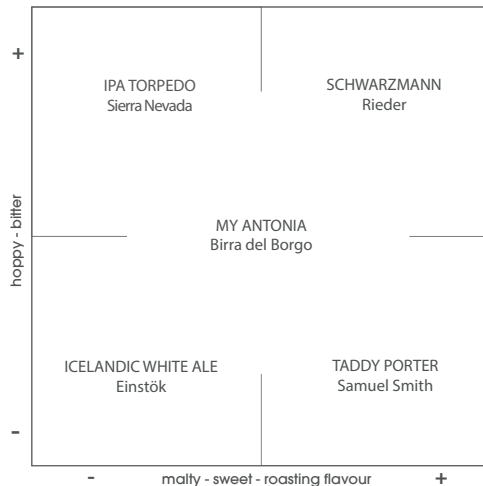 +
IPA TORPEDO
Sierra Nevada
SCHWARZMANN
Rieder
hoppy - bitter
MY ANTONIA
Birra del Borgo
ICELANDIC WHITE ALE
Einstök
TADDY PORTER
Samuel Smith
-
-
malty - sweet - roasting flavour
+